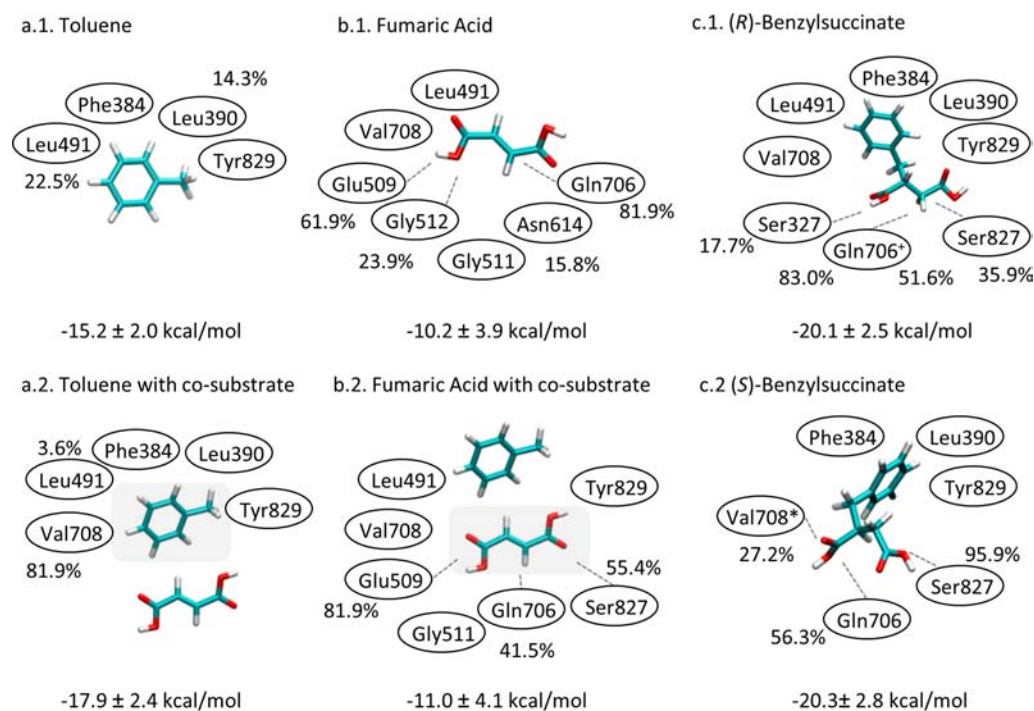 a.1. Toluene
14.3%
Phe384
Leu390
Leu491
Tyr829
22.5%
-15.2 ± 2.0 kcal/mol
b.1. Fumaric Acid
Leu491
Val708
Glu509
Gln706
61.9%
Gly512
Asn614
81.9%
23.9%
Gly511
15.8%
-10.2 ± 3.9 kcal/mol
c.1. (R)-Benzylsuccinate
Phe384
Leu491
Leu390
Val708
Tyr829
Ser327
Ser827
17.7%
Gln706+
83.0%
51.6%
35.9%
-20.1 ± 2.5 kcal/mol
a.2. Toluene with co-substrate
3.6%
Phe384
Leu390
Leu491
Tyr829
Val708
81.9%
-17.9 ± 2.4 kcal/mol
b.2. Fumaric Acid with co-substrate
Leu491
Tyr829
Val708
Glu509
55.4%
81.9%
Gln706
Ser827
Gly511
41.5%
-11.0 ± 4.1 kcal/mol
c.2 (S)-Benzylsuccinate
Phe384
Leu390
Tyr829
Val708*
27.2%
95.9%
Ser827
Gln706
56.3%
-20.3± 2.8 kcal/mol